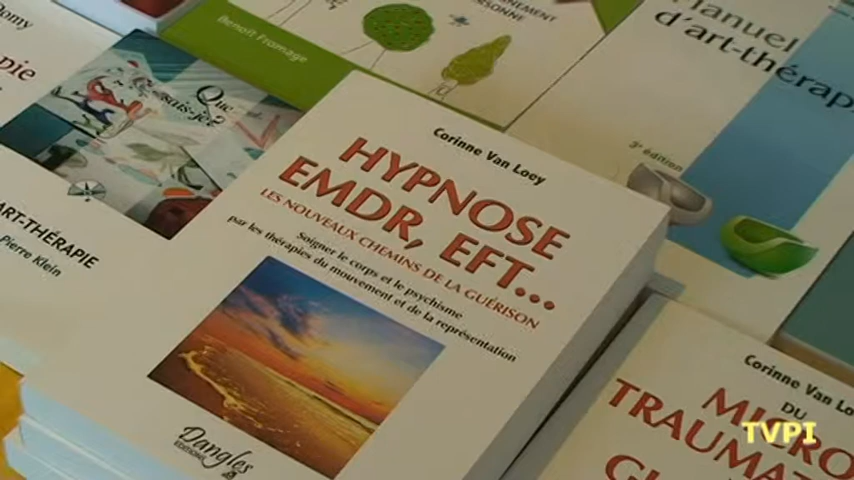 Benoît Fromage
Manuel
d'art-thérap
3e édition
Que
sais-je?
ART-THÉRAPIE
Pierre Klein
Corinne Van Loey
HYPNOSE
EMDR, EFT...
LES NOUVEAUX CHEMINS DE LA GUÉRISON
Soigner le corps et le psychisme
par les thérapies du mouvement et de la représentation
Dangles
ÉDITIONS
Corinne Van Lo
DU
MICRO
TRAUMAT
TVPI